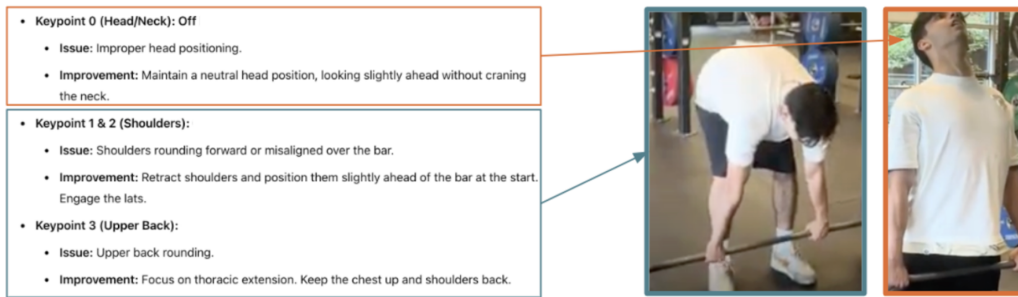 • Keypoint 0 (Head/Neck): Off
• Issue: Improper head positioning.
• Improvement: Maintain a neutral head position, looking slightly ahead without craning
the neck.
• Keypoint 1 & 2 (Shoulders):
• Issue: Shoulders rounding forward or misaligned over the bar.
• Improvement: Retract shoulders and position them slightly ahead of the bar at the start.
Engage the lats.
• Keypoint 3 (Upper Back):
• Issue: Upper back rounding.
• Improvement: Focus on thoracic extension. Keep the chest up and shoulders back.